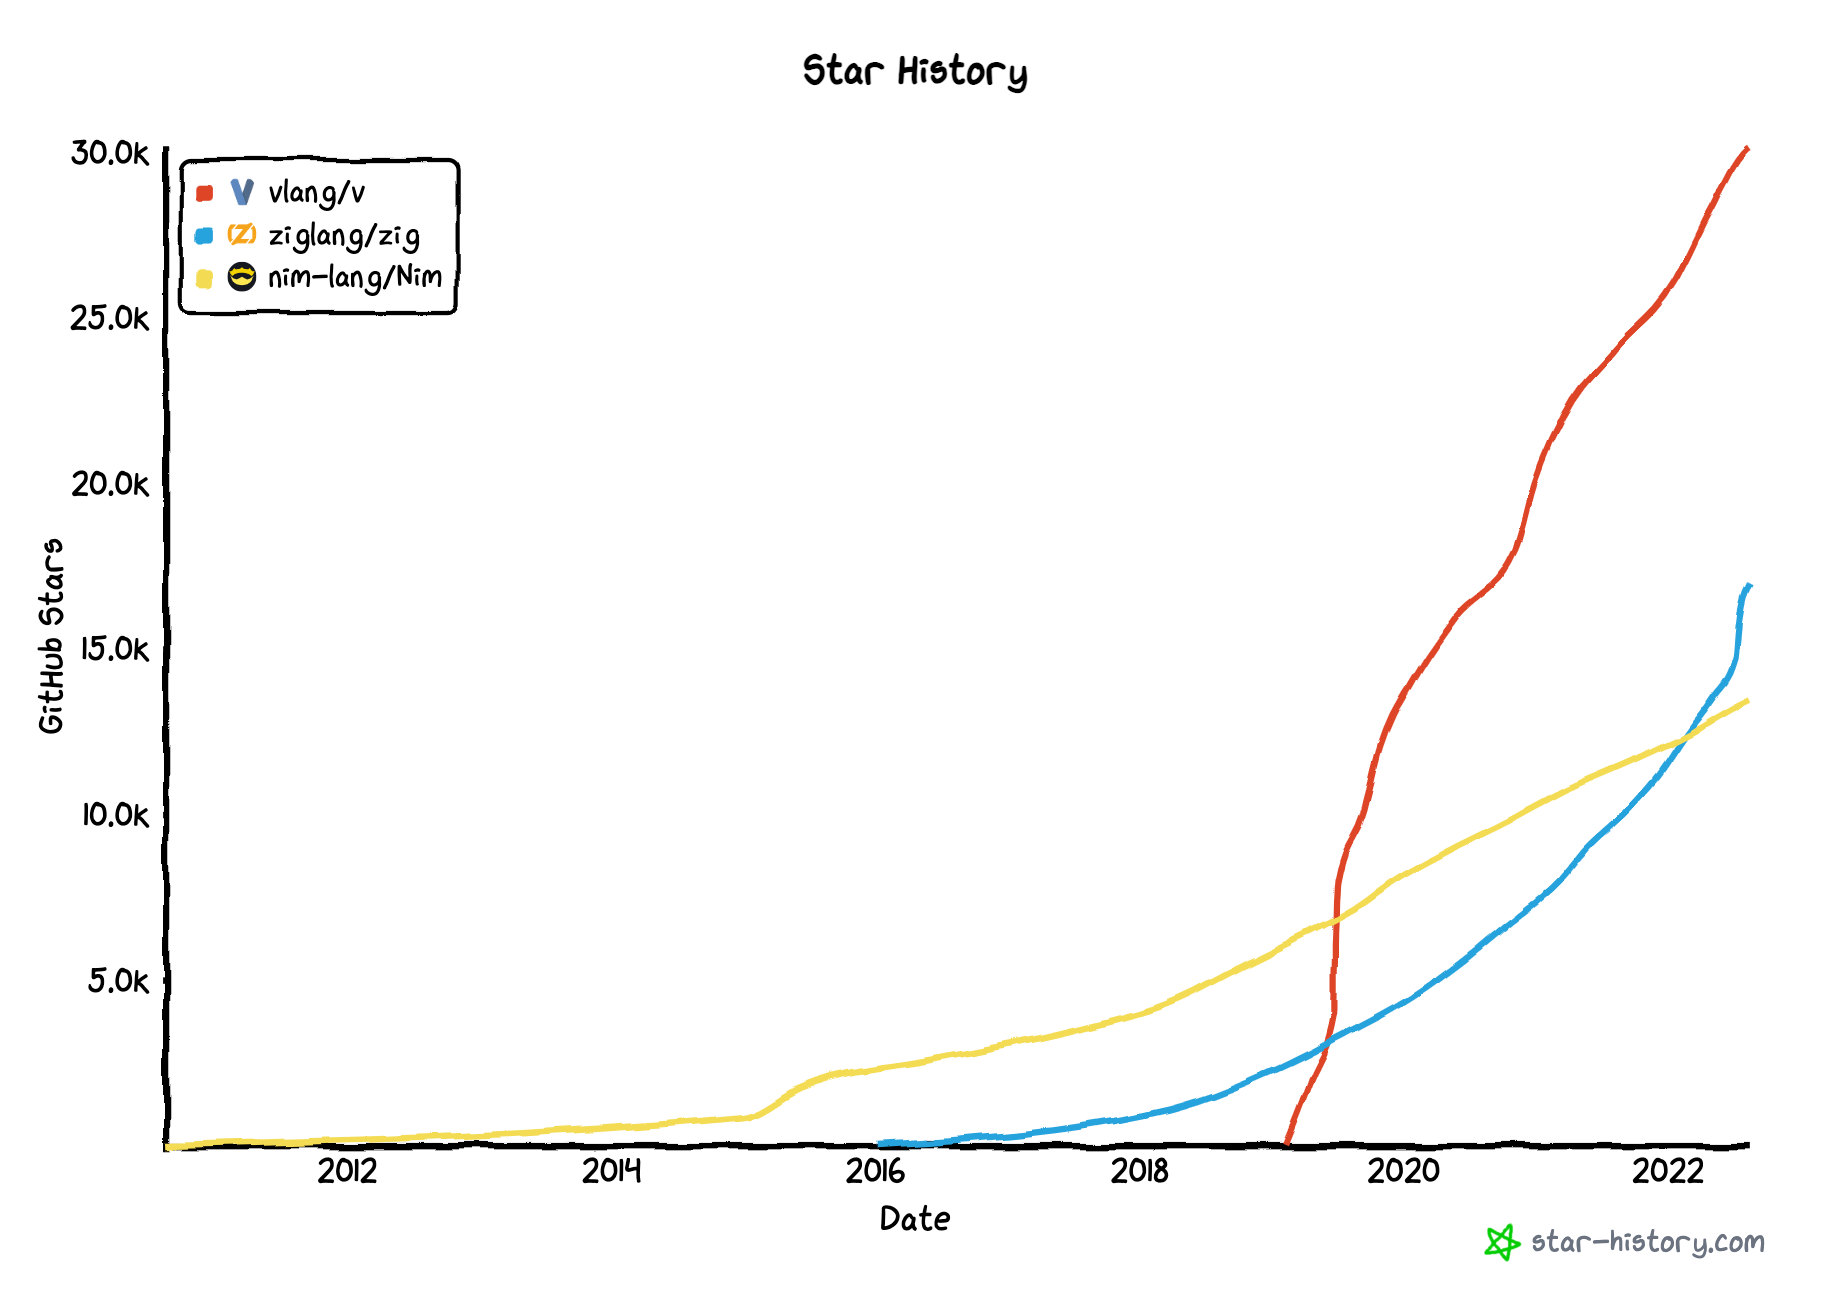 Star History
30.0k
25.0k
20.0k
15.0k
10.0k
5.0k
GitHub Stars
vlang/v
ziglang/zig
nim-lang/Nim
2012 2014 2016 2018 2020 2022
Date
star-history.com